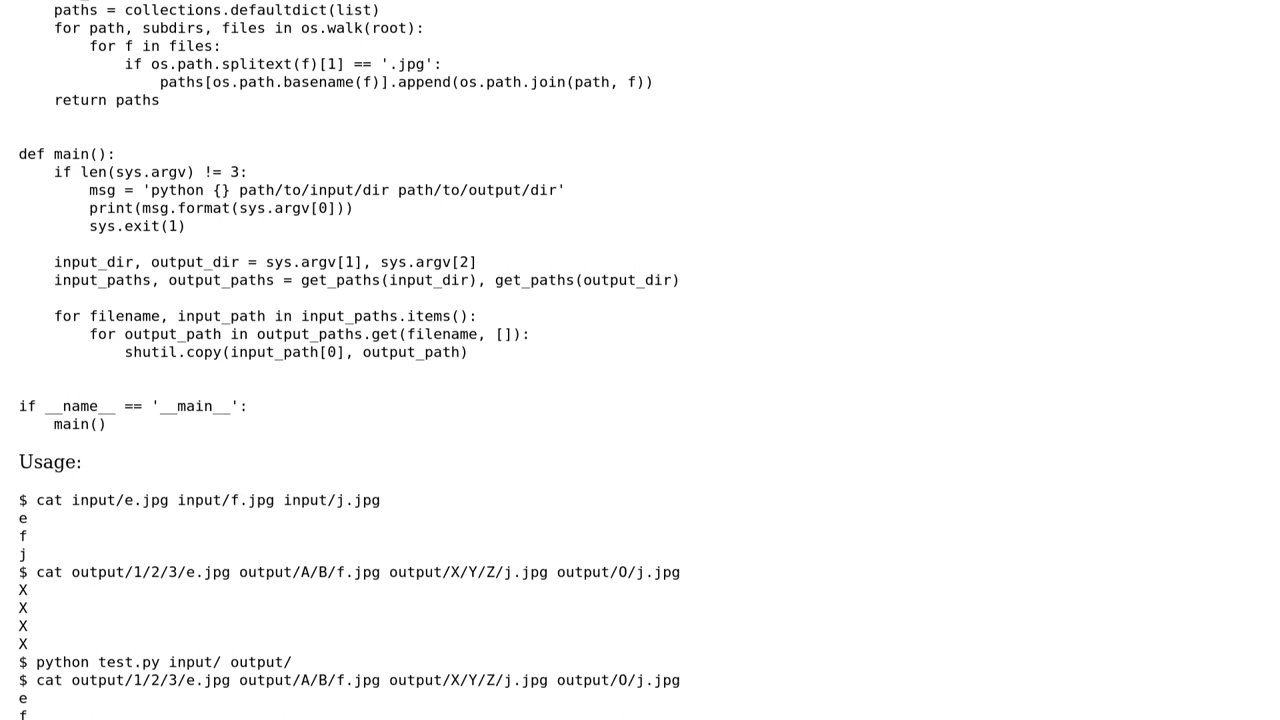 paths = collections.defaultdict(list)
    for path, subdirs, files in os.walk(root):
        for f in files:
            if os.path.splitext(f)[1] == '.jpg':
                paths[os.path.basename(f)].append(os.path.join(path, f))
    return paths


def main():
    if len(sys.argv) != 3:
        msg = 'python {} path/to/input/dir path/to/output/dir'
        print(msg.format(sys.argv[0]))
        sys.exit(1)

    input_dir, output_dir = sys.argv[1], sys.argv[2]
    input_paths, output_paths = get_paths(input_dir), get_paths(output_dir)

    for filename, input_path in input_paths.items():
        for output_path in output_paths.get(filename, []):
            shutil.copy(input_path[0], output_path)


if __name__ == '__main__':
    main()

Usage:

$ cat input/e.jpg input/f.jpg input/j.jpg
e
f
j
$ cat output/1/2/3/e.jpg output/A/B/f.jpg output/X/Y/Z/j.jpg output/O/j.jpg
X
X
X
X
$ python test.py input/ output/
$ cat output/1/2/3/e.jpg output/A/B/f.jpg output/X/Y/Z/j.jpg output/O/j.jpg
e
f